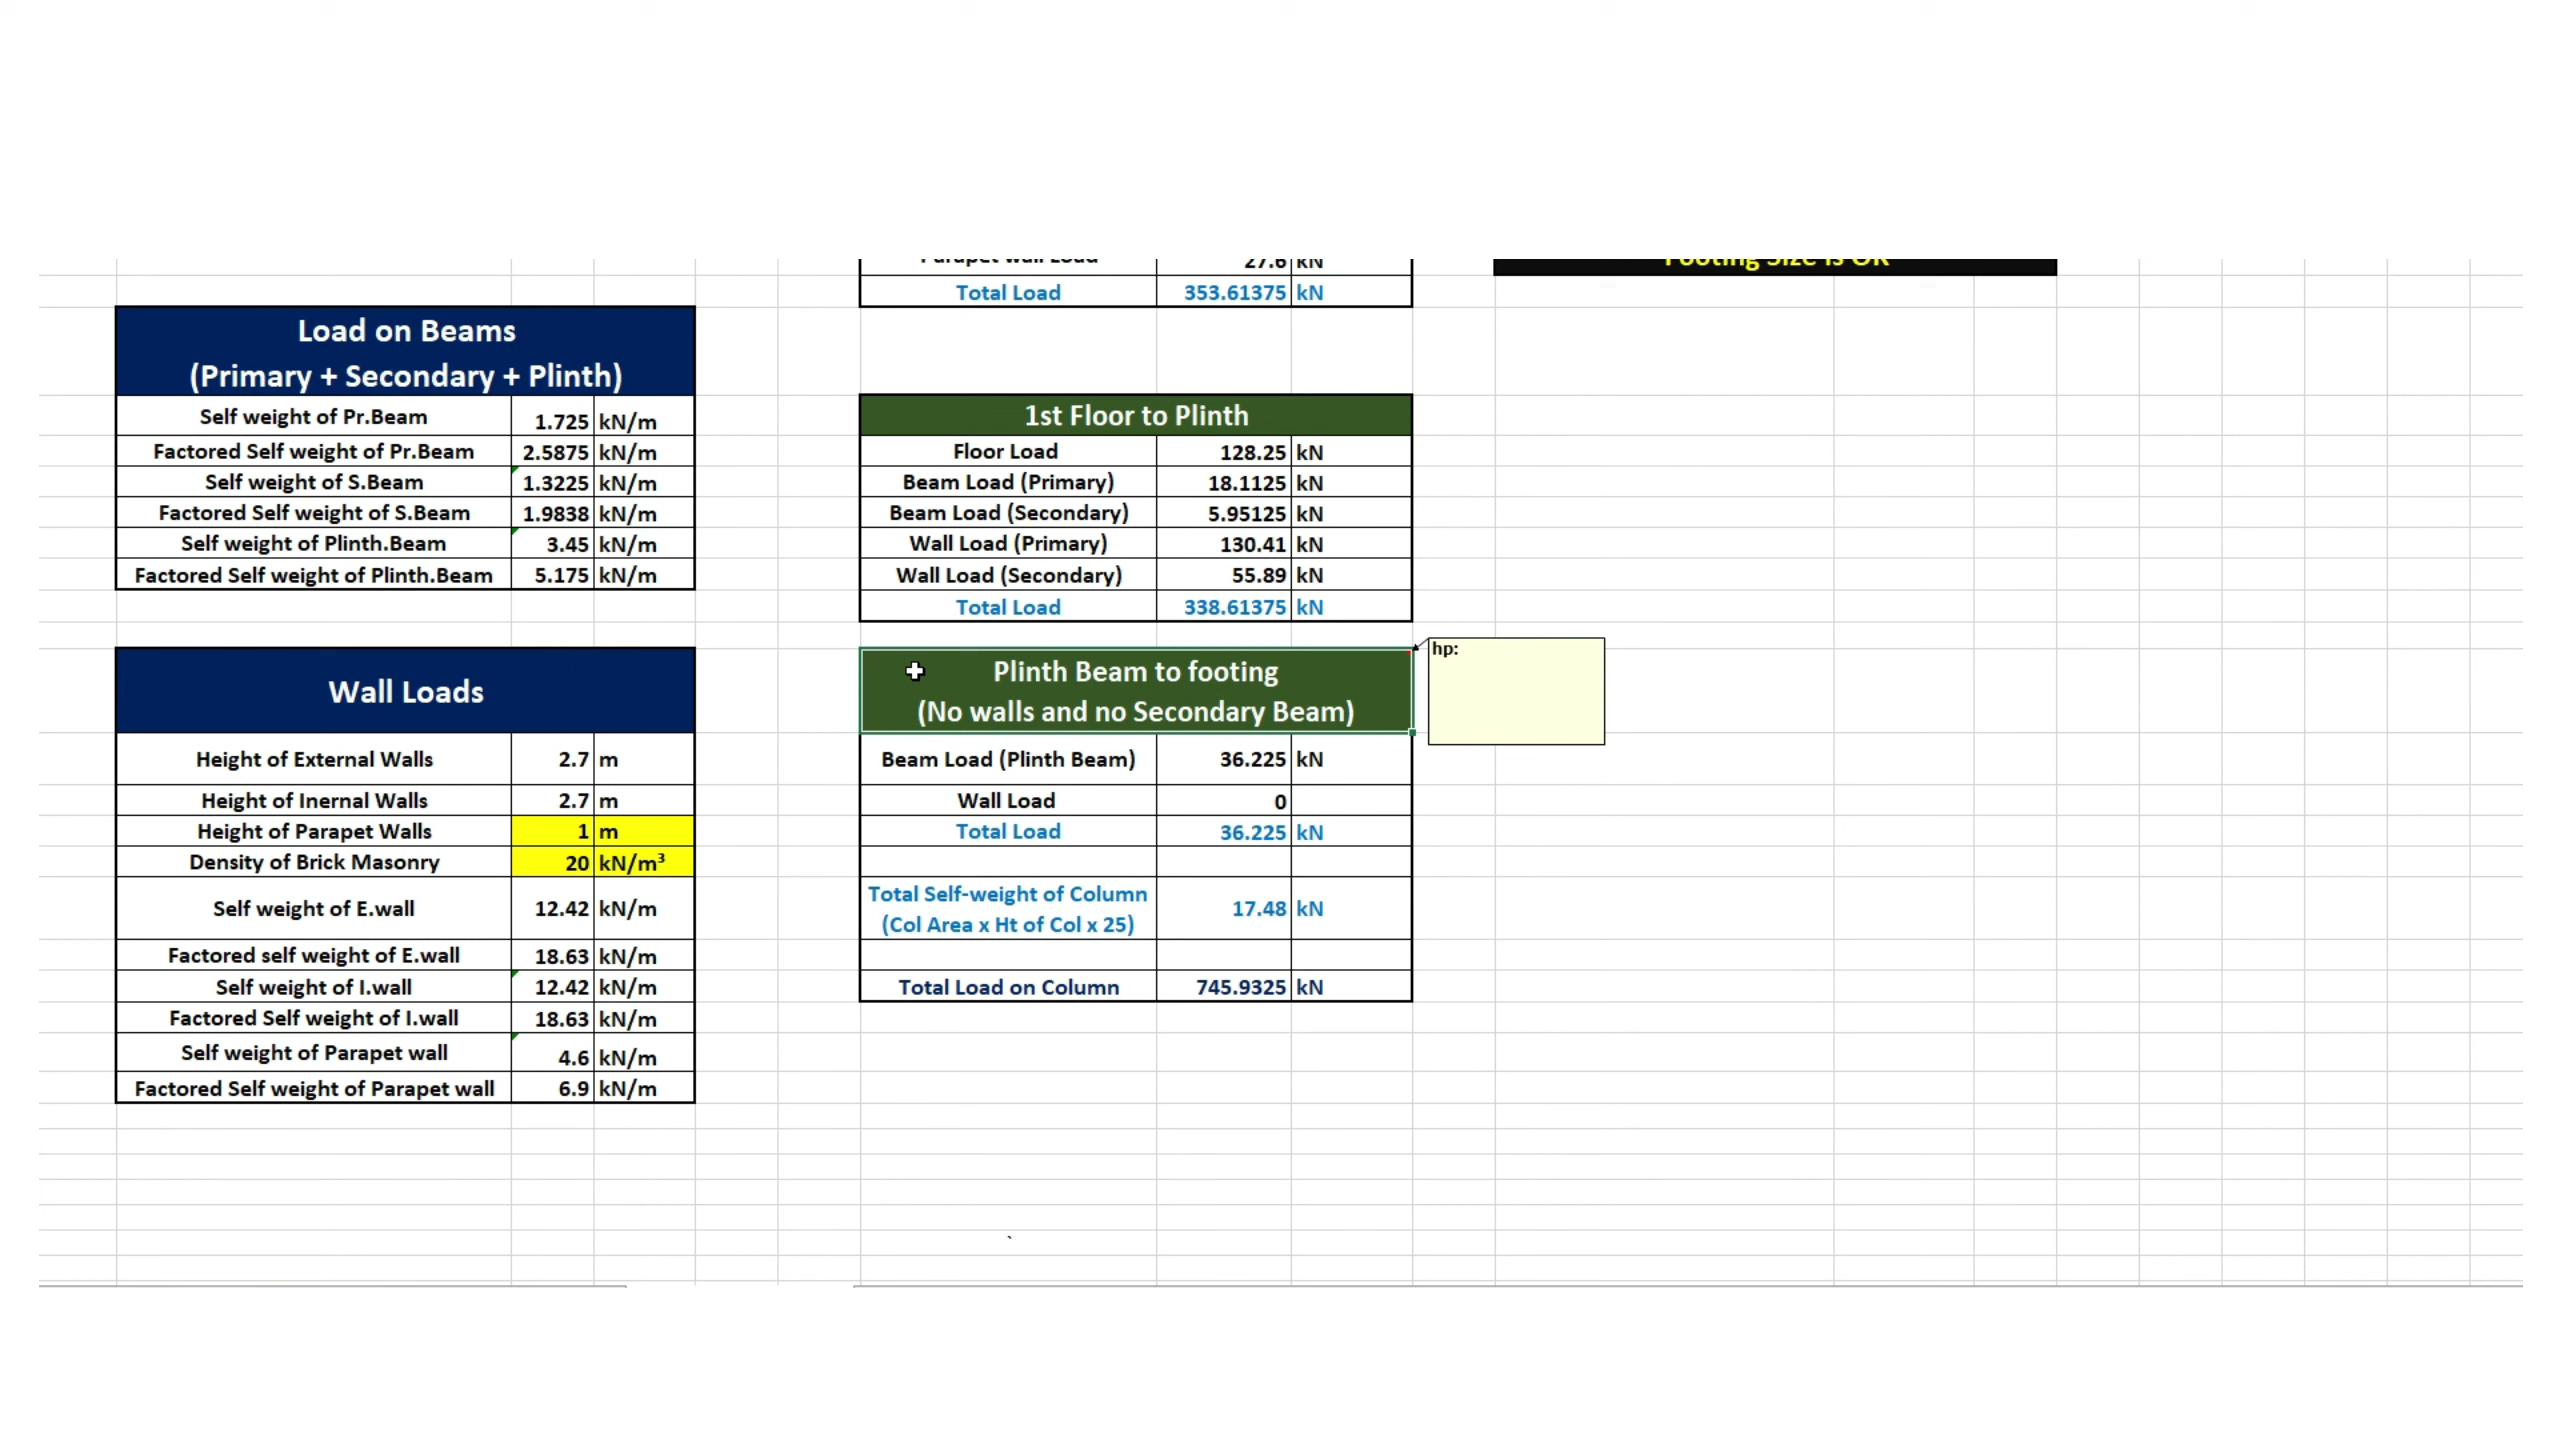 Parapet wall Load 27.6 kN
Total Load 353.61375 kN
Footing Size is OK
Load on Beams
(Primary + Secondary + Plinth)
Self weight of Pr.Beam 1.725 kN/m
Factored Self weight of Pr.Beam 2.5875 kN/m
Self weight of S.Beam 1.3225 kN/m
Factored Self weight of S.Beam 1.9838 kN/m
Self weight of Plinth.Beam 3.45 kN/m
Factored Self weight of Plinth.Beam 5.175 kN/m
1st Floor to Plinth
Floor Load 128.25 kN
Beam Load (Primary) 18.1125 kN
Beam Load (Secondary) 5.95125 kN
Wall Load (Primary) 130.41 kN
Wall Load (Secondary) 55.89 kN
Total Load 338.61375 kN
Wall Loads
Height of External Walls 2.7 m
Height of Inernal Walls 2.7 m
Height of Parapet Walls 1 m
Density of Brick Masonry 20 kN/m³
Self weight of E.wall 12.42 kN/m
Factored self weight of E.wall 18.63 kN/m
Self weight of I.wall 12.42 kN/m
Factored Self weight of I.wall 18.63 kN/m
Self weight of Parapet wall 4.6 kN/m
Factored Self weight of Parapet wall 6.9 kN/m
Plinth Beam to footing
(No walls and no Secondary Beam)
hp:
Beam Load (Plinth Beam) 36.225 kN
Wall Load 0
Total Load 36.225 kN
Total Self-weight of Column
(Col Area x Ht of Col x 25) 17.48 kN
Total Load on Column 745.9325 kN
`